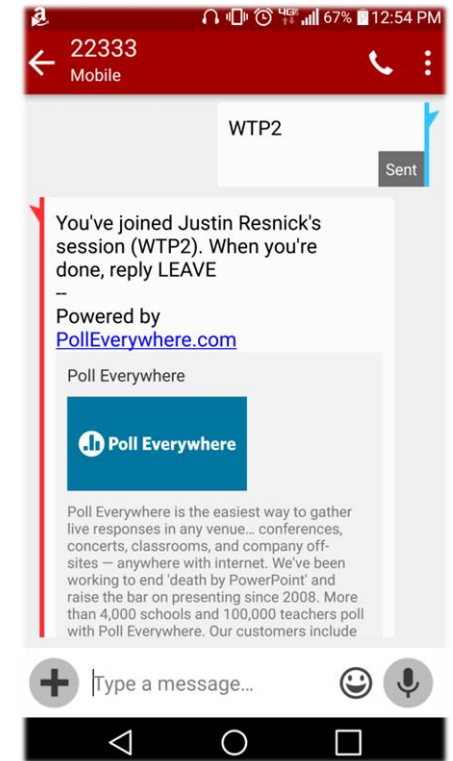 4G 67% 12:54 PM
22333
Mobile
WTP2
Sent
You've joined Justin Resnick's
session (WTP2). When you're
done, reply LEAVE
--
Powered by
PollEverywhere.com
Poll Everywhere
Poll Everywhere
Poll Everywhere is the easiest way to gather
live responses in any venue... conferences,
concerts, classrooms, and company off-
sites — anywhere with internet. We've been
working to end 'death by PowerPoint' and
raise the bar on presenting since 2008. More
than 4,000 schools and 100,000 teachers poll
with Poll Everywhere. Our customers include
Type a message...